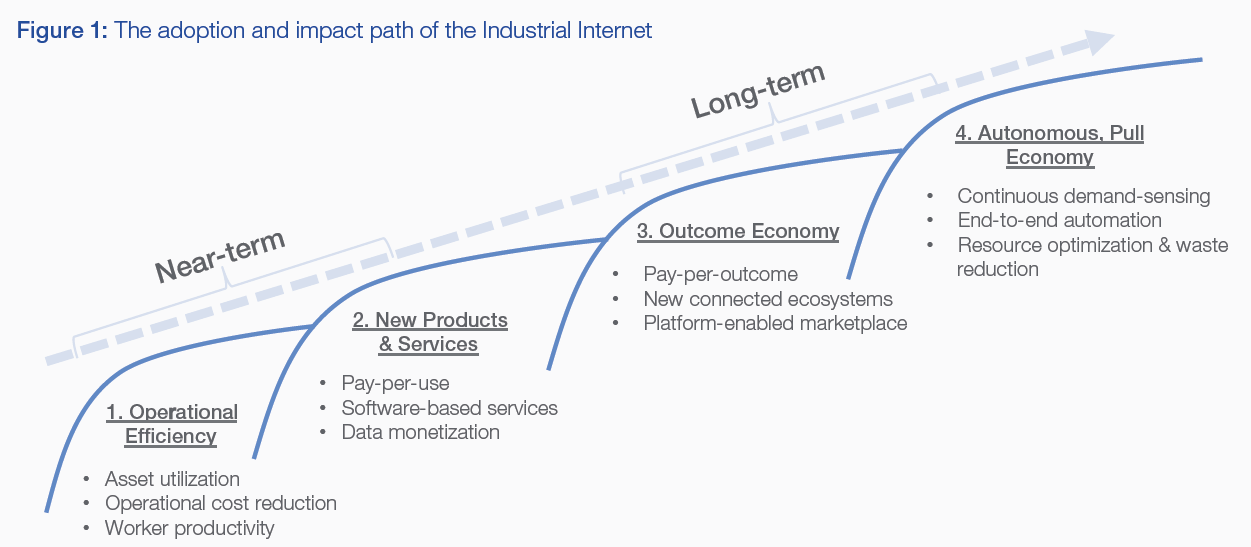 Figure 1: The adoption and impact path of the Industrial Internet
Near-term
Long-term
1. Operational
Efficiency
• Asset utilization
• Operational cost reduction
• Worker productivity
2. New Products
& Services
• Pay-per-use
• Software-based services
• Data monetization
3. Outcome Economy
• Pay-per-outcome
• New connected ecosystems
• Platform-enabled marketplace
4. Autonomous, Pull
Economy
• Continuous demand-sensing
• End-to-end automation
• Resource optimization & waste
reduction